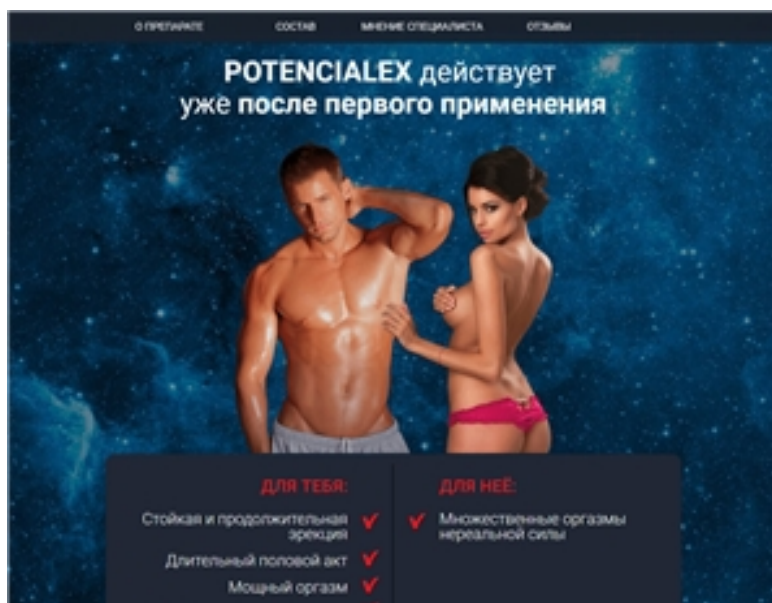 О ПРЕПАРАТЕ СОСТАВ МНЕНИЕ СПЕЦИАЛИСТА ОТЗЫВЫ
POTENCIALEX действует
уже после первого применения
ДЛЯ ТЕБЯ:
Стойкая и продолжительная
эрекция
Длительный половой акт
Мощный оргазм
ДЛЯ НЕЁ:
Множественные оргазмы
нереальной силы